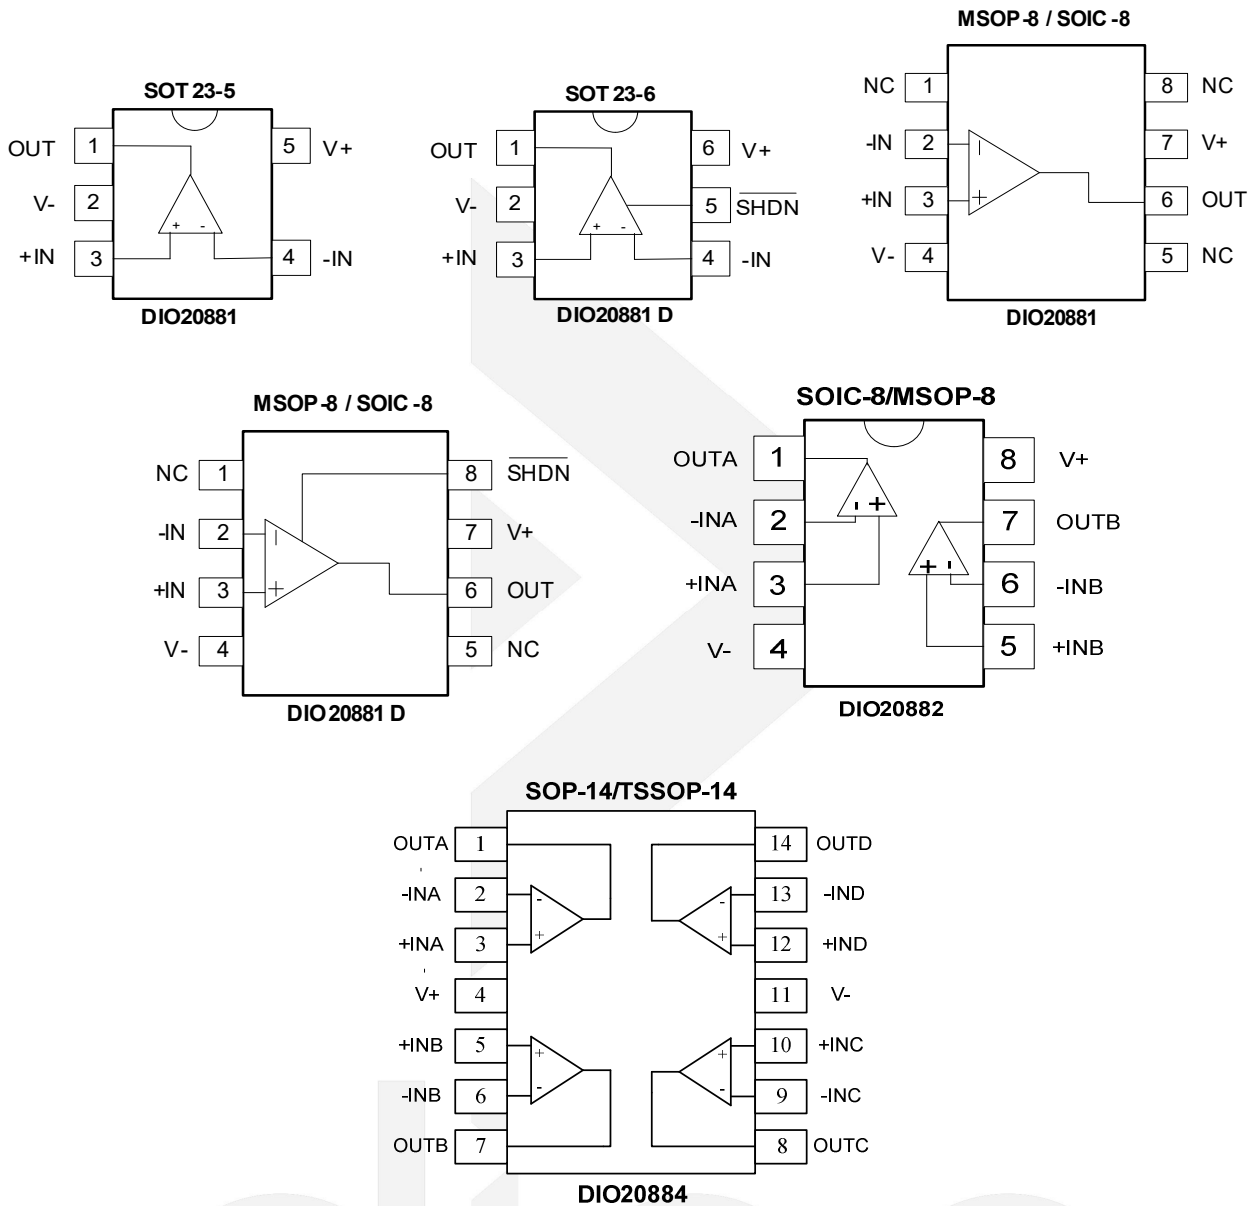 SOT 23-5
OUT 1 5 V+
V- 2
+IN 3 + - 4 -IN
DIO20881
SOT 23-6
OUT 1 6 V+
V- 2 5 SHDN
+IN 3 + - 4 -IN
DIO20881 D
MSOP-8 / SOIC -8
NC 1 8 NC
-IN 2 - 7 V+
+IN 3 + 6 OUT
V- 4 5 NC
DIO20881
MSOP-8 / SOIC -8
NC 1 8 SHDN
-IN 2 - 7 V+
+IN 3 + 6 OUT
V- 4 5 NC
DIO20881 D
SOIC-8/MSOP-8
OUTA 1 8 V+
-INA 2 - + 7 OUTB
+INA 3 + - 6 -INB
V- 4 5 +INB
DIO20882
SOP-14/TSSOP-14
OUTA 1 14 OUTD
-INA 2 - - 13 -IND
+INA 3 + + 12 +IND
V+ 4 11 V-
+INB 5 + + 10 +INC
-INB 6 - - 9 -INC
OUTB 7 8 OUTC
DIO20884